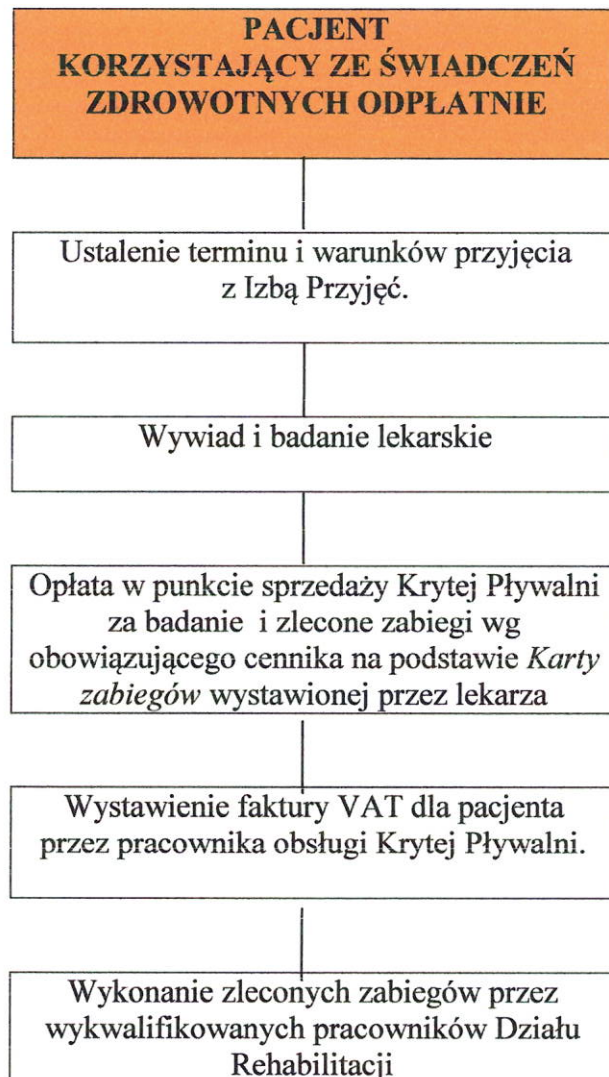 PACJENT
KORZYSTAJĄCY ZE ŚWIADCZEŃ
ZDROWOTNYCH ODPŁATNIE
Ustalenie terminu i warunków przyjęcia
z Izbą Przyjęć.
Wywiad i badanie lekarskie
Opłata w punkcie sprzedaży Krytej Pływalni
za badanie i zlecone zabiegi wg
obowiązującego cennika na podstawie Karty
zabiegów wystawionej przez lekarza
Wystawienie faktury VAT dla pacjenta
przez pracownika obsługi Krytej Pływalni.
Wykonanie zleconych zabiegów przez
wykwalifikowanych pracowników Działu
Rehabilitacji